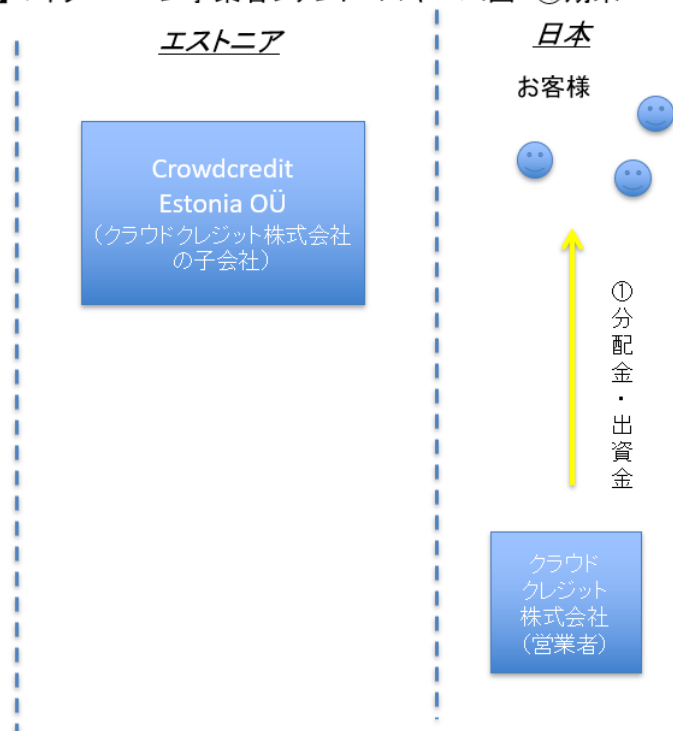 エストニア
日本
お客様
Crowdcredit
Estonia OÜ
（クラウドクレジット株式会社
の子会社）
①分配金・出資金
クラウド
クレジット
株式会社
（営業者）